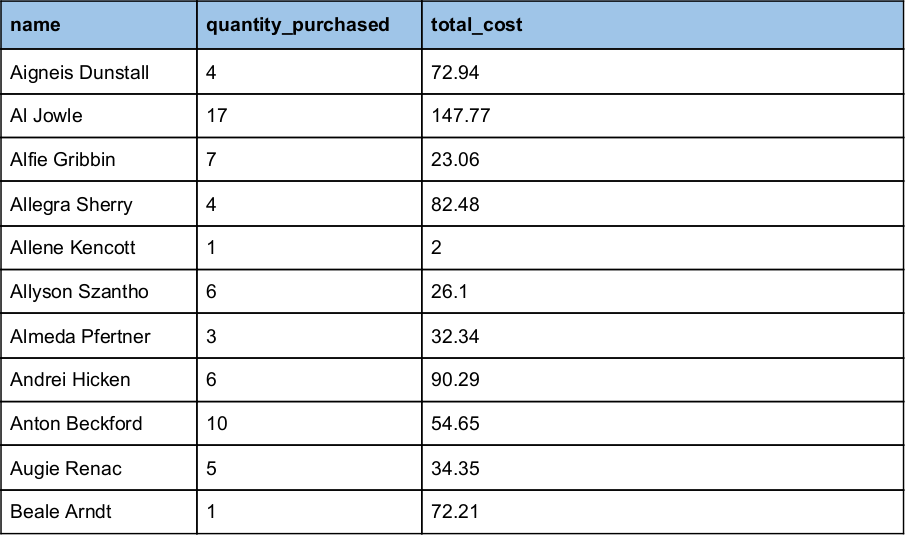 name quantity_purchased total_cost
Aigneis Dunstall 4 72.94
Al Jowle 17 147.77
Alfie Gribbin 7 23.06
Allegra Sherry 4 82.48
Allene Kencott 1 2
Allyson Szantho 6 26.1
Almeda Pfertner 3 32.34
Andrei Hicken 6 90.29
Anton Beckford 10 54.65
Augie Renac 5 34.35
Beale Arndt 1 72.21